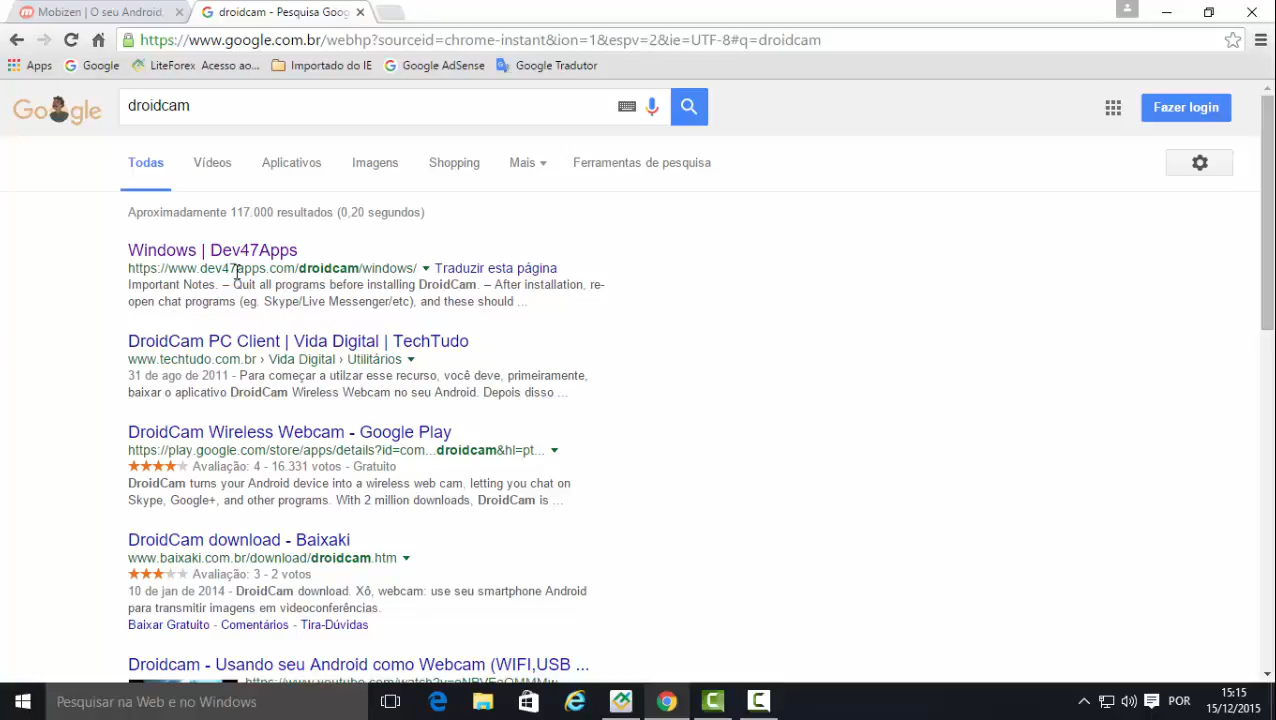 Mobizen | O seu Android,
droidcam - Pesquisa Goog
https://www.google.com.br/webhp?sourceid=chrome-instant&ion=1&espv=2&ie=UTF-8#q=droidcam
Apps Google LiteForex Acesso ao... Importado do IE Google AdSense Google Tradutor
Google droidcam Fazer login
Todas Vídeos Aplicativos Imagens Shopping Mais Ferramentas de pesquisa
Aproximadamente 117.000 resultados (0,20 segundos)
Windows | Dev47Apps
https://www.dev47apps.com/droidcam/windows/ Traduzir esta página
Important Notes. – Quit all programs before installing DroidCam. – After installation, re-
open chat programs (eg. Skype/Live Messenger/etc), and these should ...
DroidCam PC Client | Vida Digital | TechTudo
www.techtudo.com.br › Vida Digital › Utilitários
31 de ago de 2011 - Para começar a utilzar esse recurso, você deve, primeiramente,
baixar o aplicativo DroidCam Wireless Webcam no seu Android. Depois disso ...
DroidCam Wireless Webcam - Google Play
https://play.google.com/store/apps/details?id=com...droidcam&hl=pt...
Avaliação: 4 - 16.331 votos - Gratuito
DroidCam turns your Android device into a wireless web cam, letting you chat on
Skype, Google+, and other programs. With 2 million downloads, DroidCam is ...
DroidCam download - Baixaki
www.baixaki.com.br/download/droidcam.htm
Avaliação: 3 - 2 votos
10 de jan de 2014 - DroidCam download. Xô, webcam: use seu smartphone Android
para transmitir imagens em videoconferências.
Baixar Gratuito - Comentários - Tira-Dúvidas
Droidcam - Usando seu Android como Webcam (WIFI,USB ...
Pesquisar na Web e no Windows
POR
15:15
15/12/2015